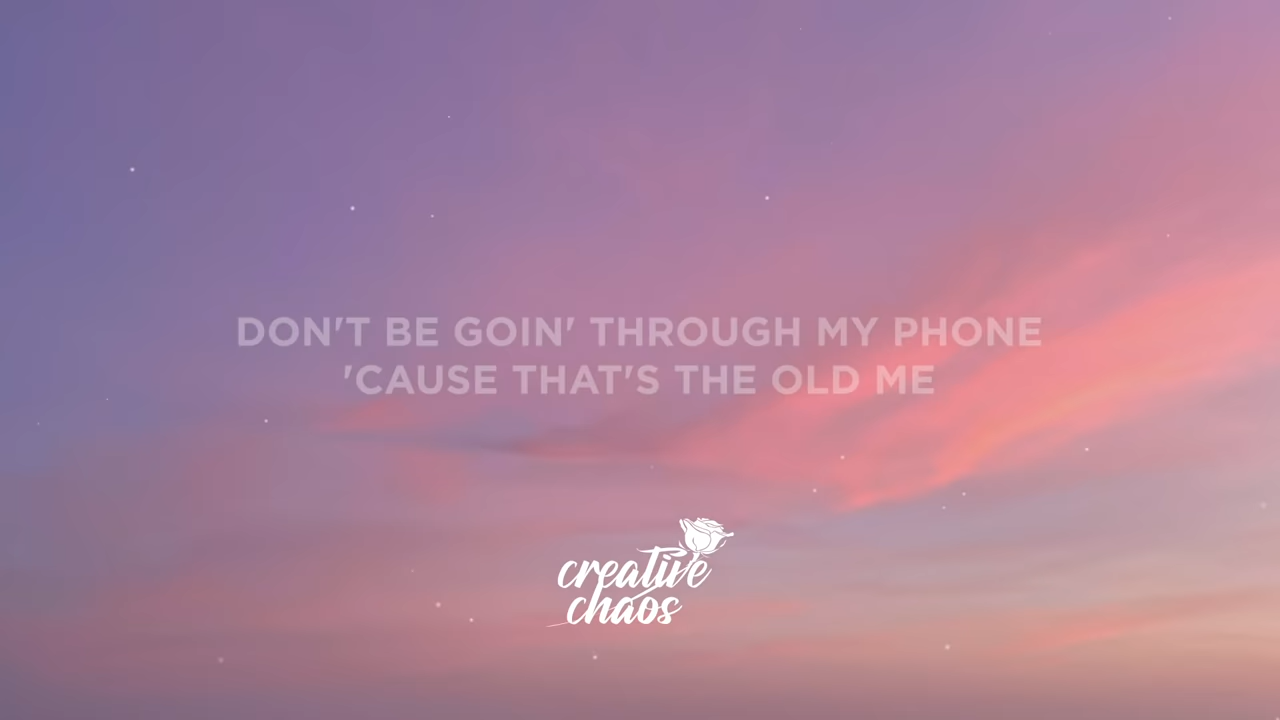 DON'T BE GOIN' THROUGH MY PHONE
'CAUSE THAT'S THE OLD ME
creative
chaos